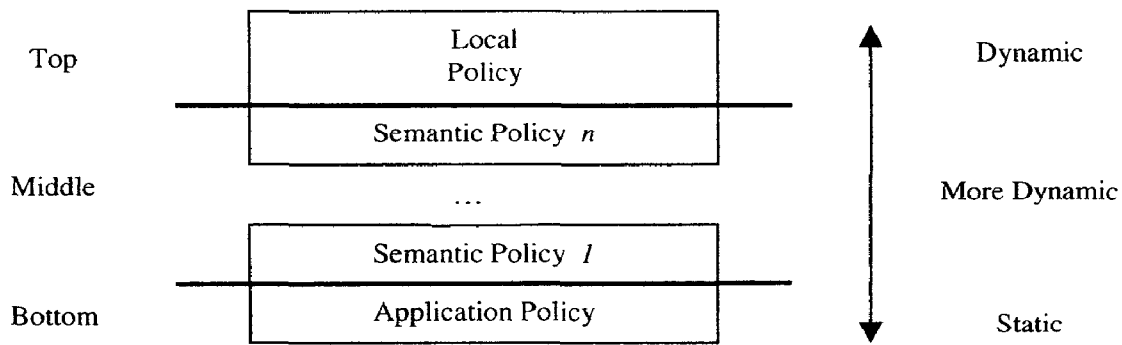 Top
Local
Policy
Dynamic
Semantic Policy n
Middle
...
More Dynamic
Semantic Policy 1
Bottom
Application Policy
Static